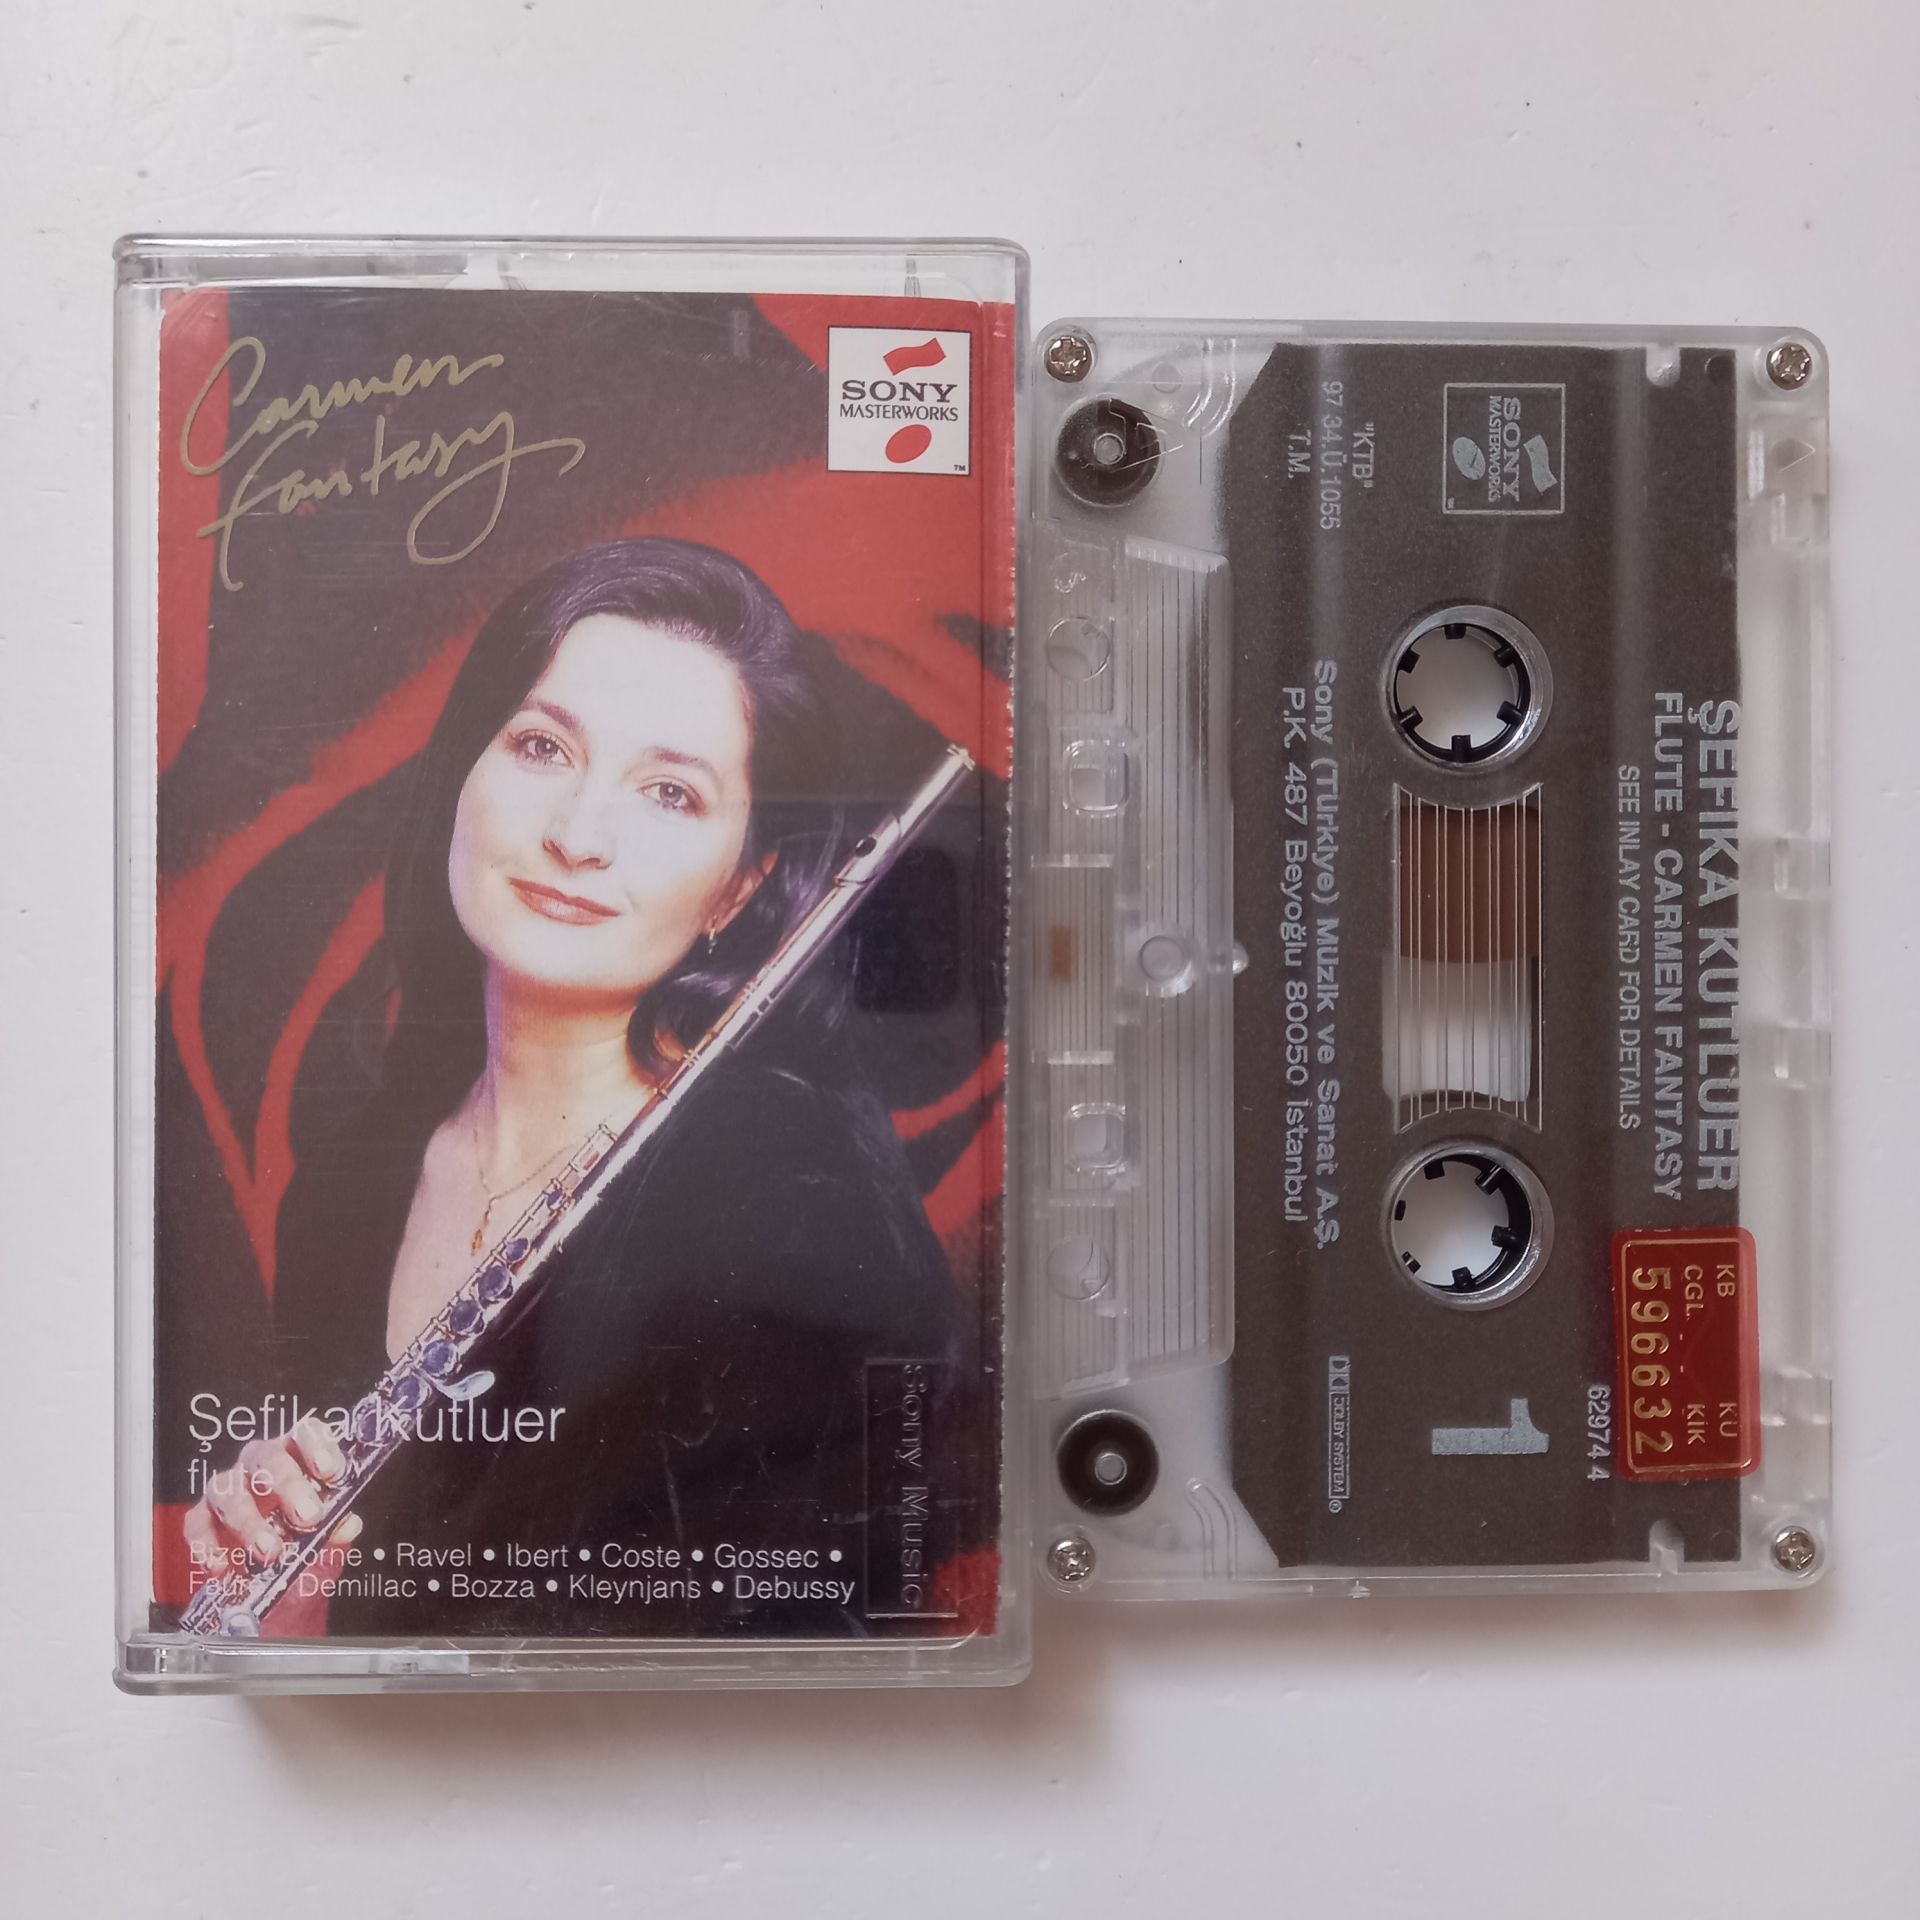 Carmen
Fantasy
SONY
MASTERWORKS
TM
Şefika Kutluer
flute
Bizet / Borne • Ravel • Ibert • Coste • Gossec •
Fauré • Demillac • Bozza • Kleynjans • Debussy
Sony Music
ŞEFIKA KUTLUER
FLUTE - CARMEN FANTASY
SEE INLAY CARD FOR DETAILS
SONY
MASTERWORKS
"KTB"
97.34.Ü.1055
T.M.
Sony (Türkiye) Müzik ve Sanat A.Ş.
P.K. 487 Beyoğlu 80050 İstanbul
1
DOLBY SYSTEM®
62974 4
KB KÜ
CGL. - - KİK
596632